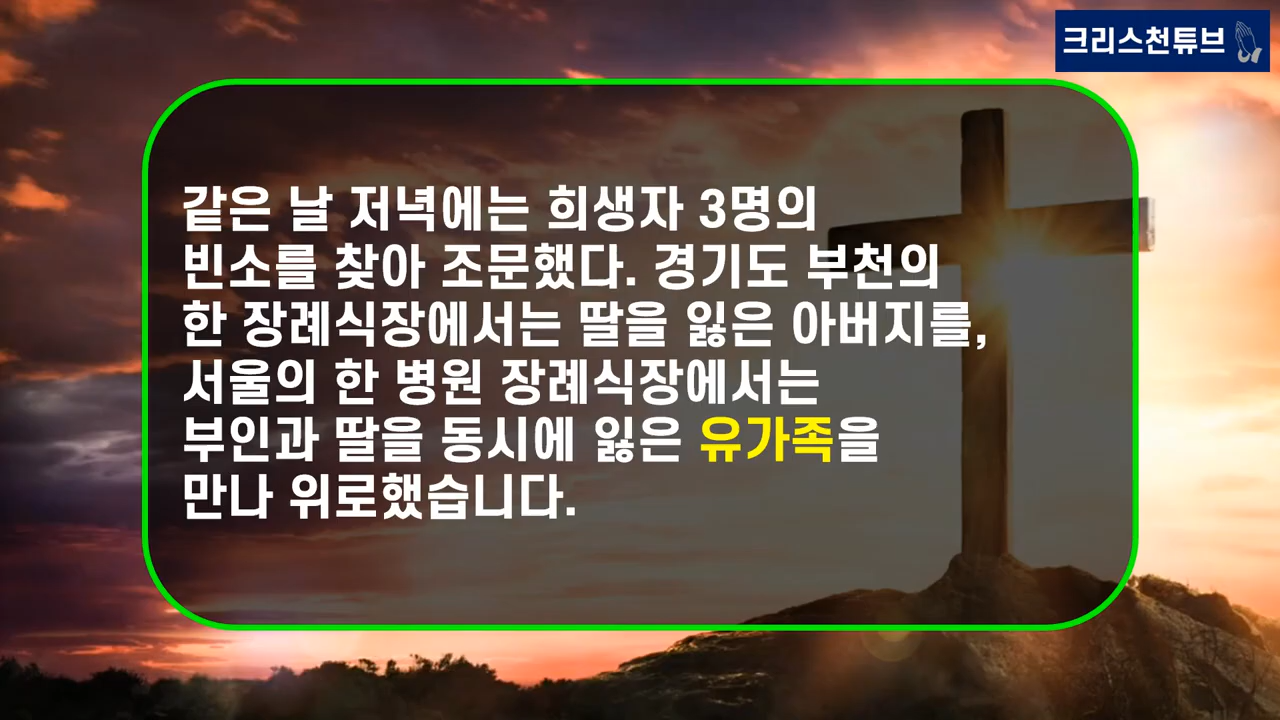 크리스천튜브
같은 날 저녁에는 희생자 3명의
빈소를 찾아 조문했다. 경기도 부천의
한 장례식장에서는 딸을 잃은 아버지를,
서울의 한 병원 장례식장에서는
부인과 딸을 동시에 잃은 유가족을
만나 위로했습니다.